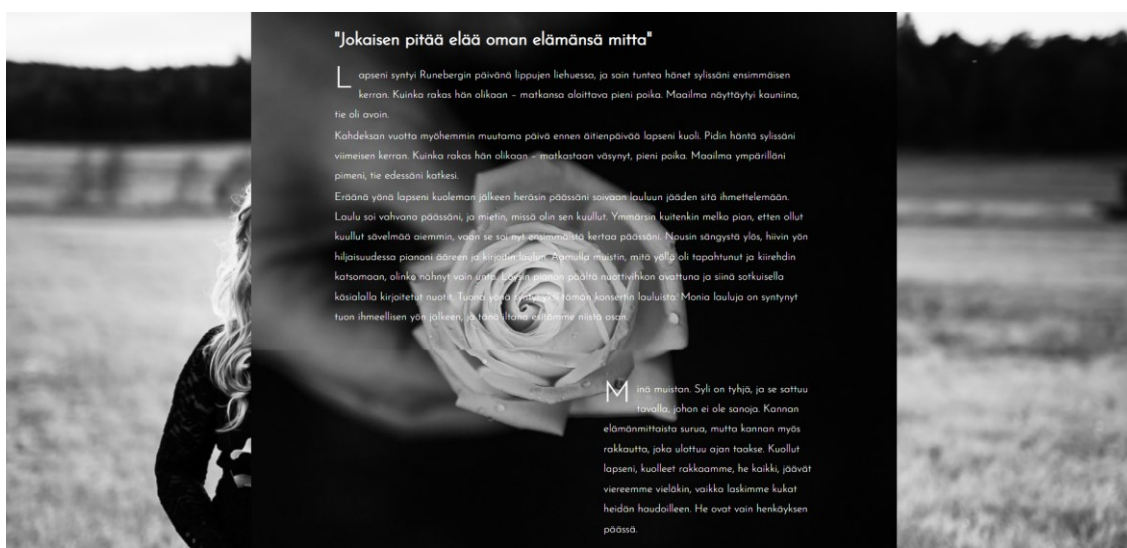 "Jokaisen pitää elää oman elämänsä mitta"
Lapseni syntyi Runebergin päivänä lippujen liehuessa, ja sain tuntea hänet sylissäni ensimmäisen
kerran. Kuinka rakas hän olikaan – matkansa aloittava pieni poika. Maailma näyttäytyi kauniina,
tie oli avoin.
Kahdeksan vuotta myöhemmin muutama päivä ennen äitienpäivää lapseni kuoli. Pidin häntä sylissäni
viimeisen kerran. Kuinka rakas hän olikaan – matkastaan väsynyt, pieni poika. Maailma ympärilläni
pimeni, tie edessäni katkesi.
Eräänä yönä lapseni kuoleman jälkeen heräsin päässäni soivaan lauluun jääden sitä ihmettelemään.
Laulu soi vahvana päässäni, ja mietin, missä olin sen kuullut. Ymmärsin kuitenkin melko pian, etten ollut
kuullut sävelmää aiemmin, vaan se soi nyt ensimmäistä kertaa päässäni. Nousin sängystä ylös, hiivin yön
hiljaisuudessa pianoni ääreen ja kirjoitin laulun. Aamulla muistin, mitä yöllä oli tapahtunut ja kiirehdin
katsomaan, olinko nähnyt vain unta. Löysin pianon päältä nuottivihkon avattuna ja siinä sotkuisella
käsialalla kirjoitetut nuotit. Tuona yönä syntyi yksi tämän konsertin lauluista. Monia lauluja on syntynyt
tuon ihmeellisen yön jälkeen, ja tänä iltana esitämme niistä osan.
Minä muistan. Syli on tyhjä, ja se sattuu
tavalla, johon ei ole sanoja. Kannan
elämänmittaista surua, mutta kannan myös
rakkautta, joka ulottuu ajan taakse. Kuollut
lapseni, kuolleet rakkaamme, he kaikki, jäävät
viereemme vieläkin, vaikka laskimme kukat
heidän haudoilleen. He ovat vain henkäyksen
päässä.